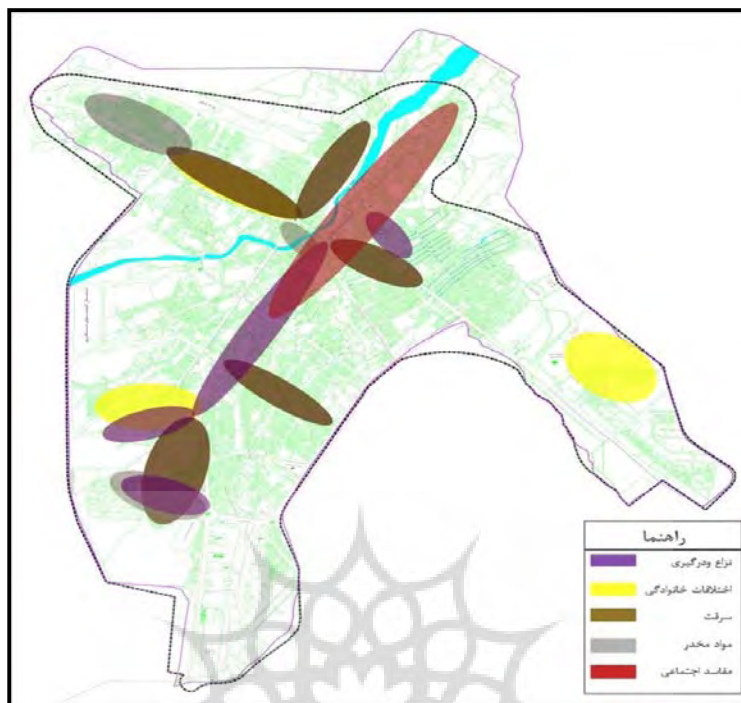 راهنما
نزاع ودرگیری
اختلافات خانوادگی
سرقت
مواد مخدر
مفاسد اجتماعی